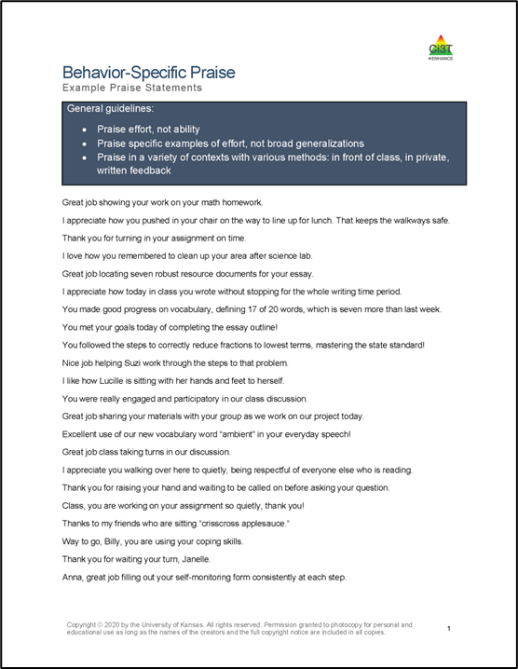 Ci3T
ENHANCE
Behavior-Specific Praise
Example Praise Statements
General guidelines:
• Praise effort, not ability
• Praise specific examples of effort, not broad generalizations
• Praise in a variety of contexts with various methods: in front of class, in private,
written feedback
Great job showing your work on your math homework.
I appreciate how you pushed in your chair on the way to line up for lunch. That keeps the walkways safe.
Thank you for turning in your assignment on time.
I love how you remembered to clean up your area after science lab.
Great job locating seven robust resource documents for your essay.
I appreciate how today in class you wrote without stopping for the whole writing time period.
You made good progress on vocabulary, defining 17 of 20 words, which is seven more than last week.
You met your goals today of completing the essay outline!
You followed the steps to correctly reduce fractions to lowest terms, mastering the state standard!
Nice job helping Suzi work through the steps to that problem.
I like how Lucille is sitting with her hands and feet to herself.
You were really engaged and participatory in our class discussion.
Great job sharing your materials with your group as we work on our project today.
Excellent use of our new vocabulary word “ambient” in your everyday speech!
Great job class taking turns in our discussion.
I appreciate you walking over here to quietly, being respectful of everyone else who is reading.
Thank you for raising your hand and waiting to be called on before asking your question.
Class, you are working on your assignment so quietly, thank you!
Thanks to my friends who are sitting “crisscross applesauce.”
Way to go, Billy, you are using your coping skills.
Thank you for waiting your turn, Janelle.
Anna, great job filling out your self-monitoring form consistently at each step.
Copyright © 2020 by the University of Kansas. All rights reserved. Permission granted to photocopy for personal and
educational use as long as the names of the creators and the full copyright notice are included in all copies.
1